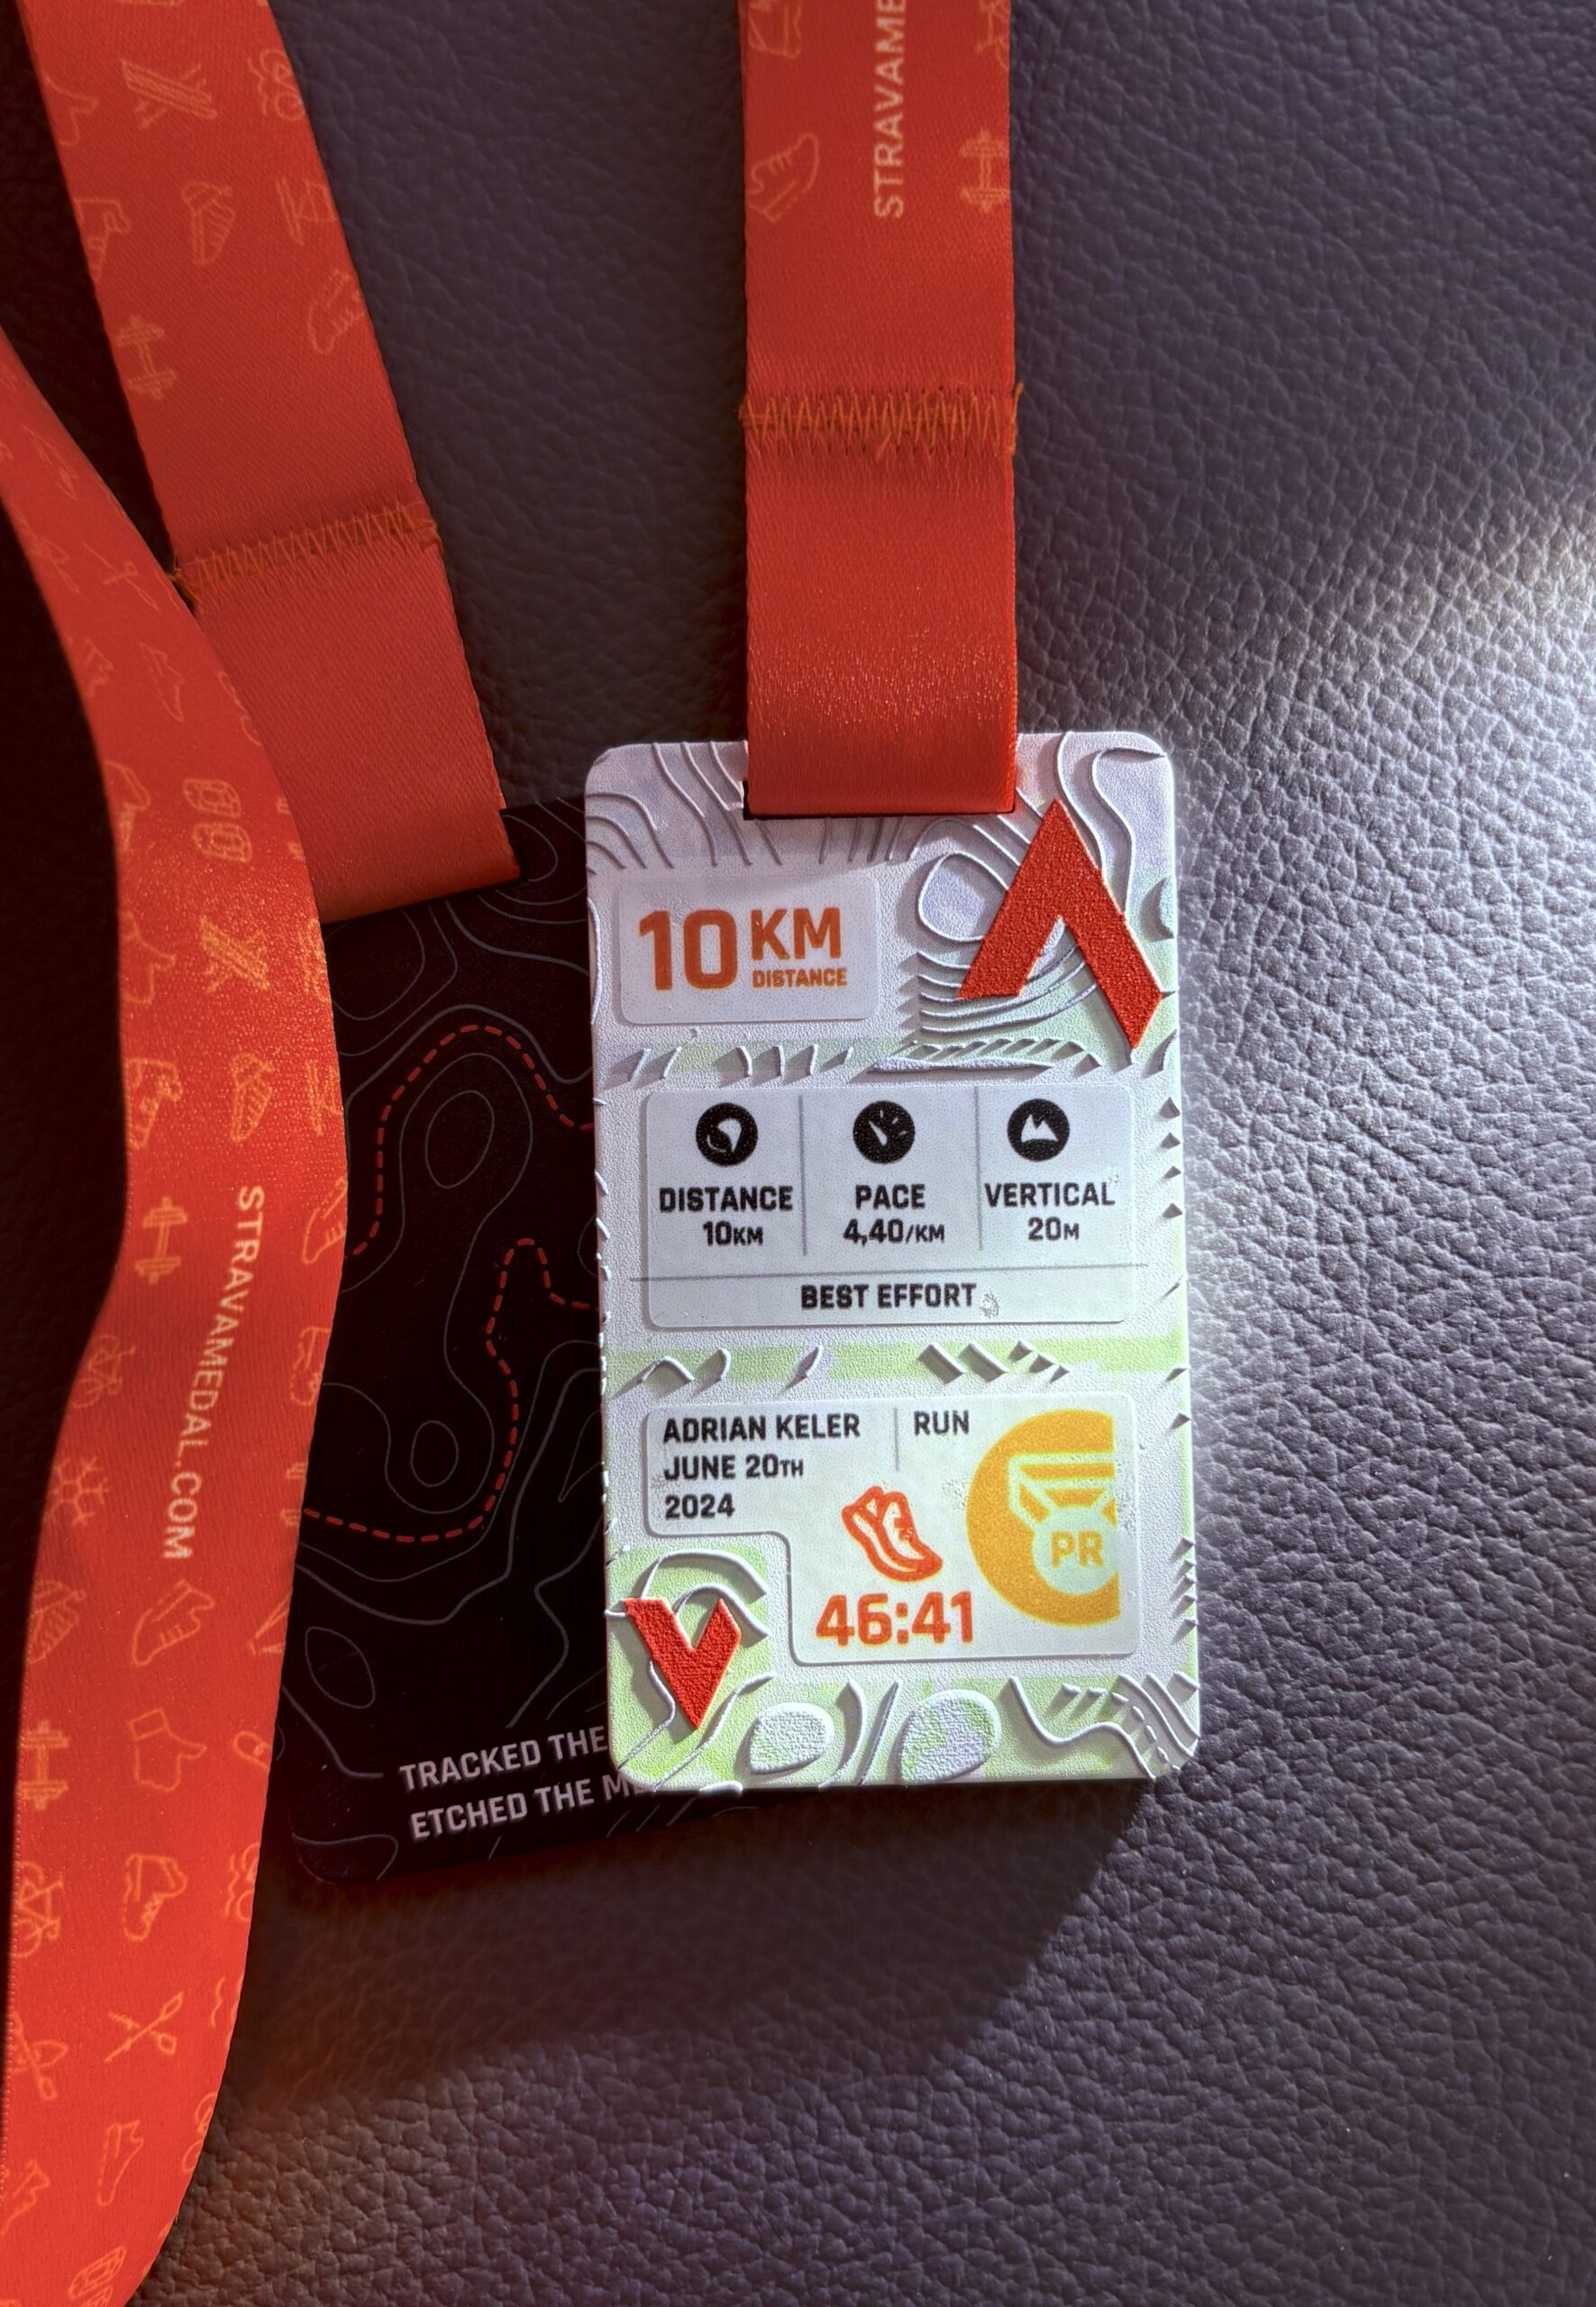 STRAVAME
10 KM
DISTANCE
DISTANCE
10KM
PACE
4,40/KM
VERTICAL
20M
BEST EFFORT
ADRIAN KELER
JUNE 20TH
2024
RUN
PR
46:41
STRAVAMEDAL.COM
TRACKED THE
ETCHED THE